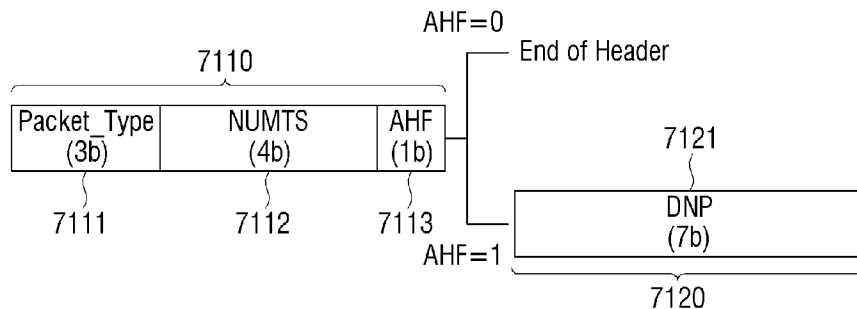 AHF=0
7110
End of Header
Packet_Type
(3b)
NUMTS
(4b)
AHF
(1b)
7121
DNP
(7b)
7111
7112
7113
AHF=1
7120